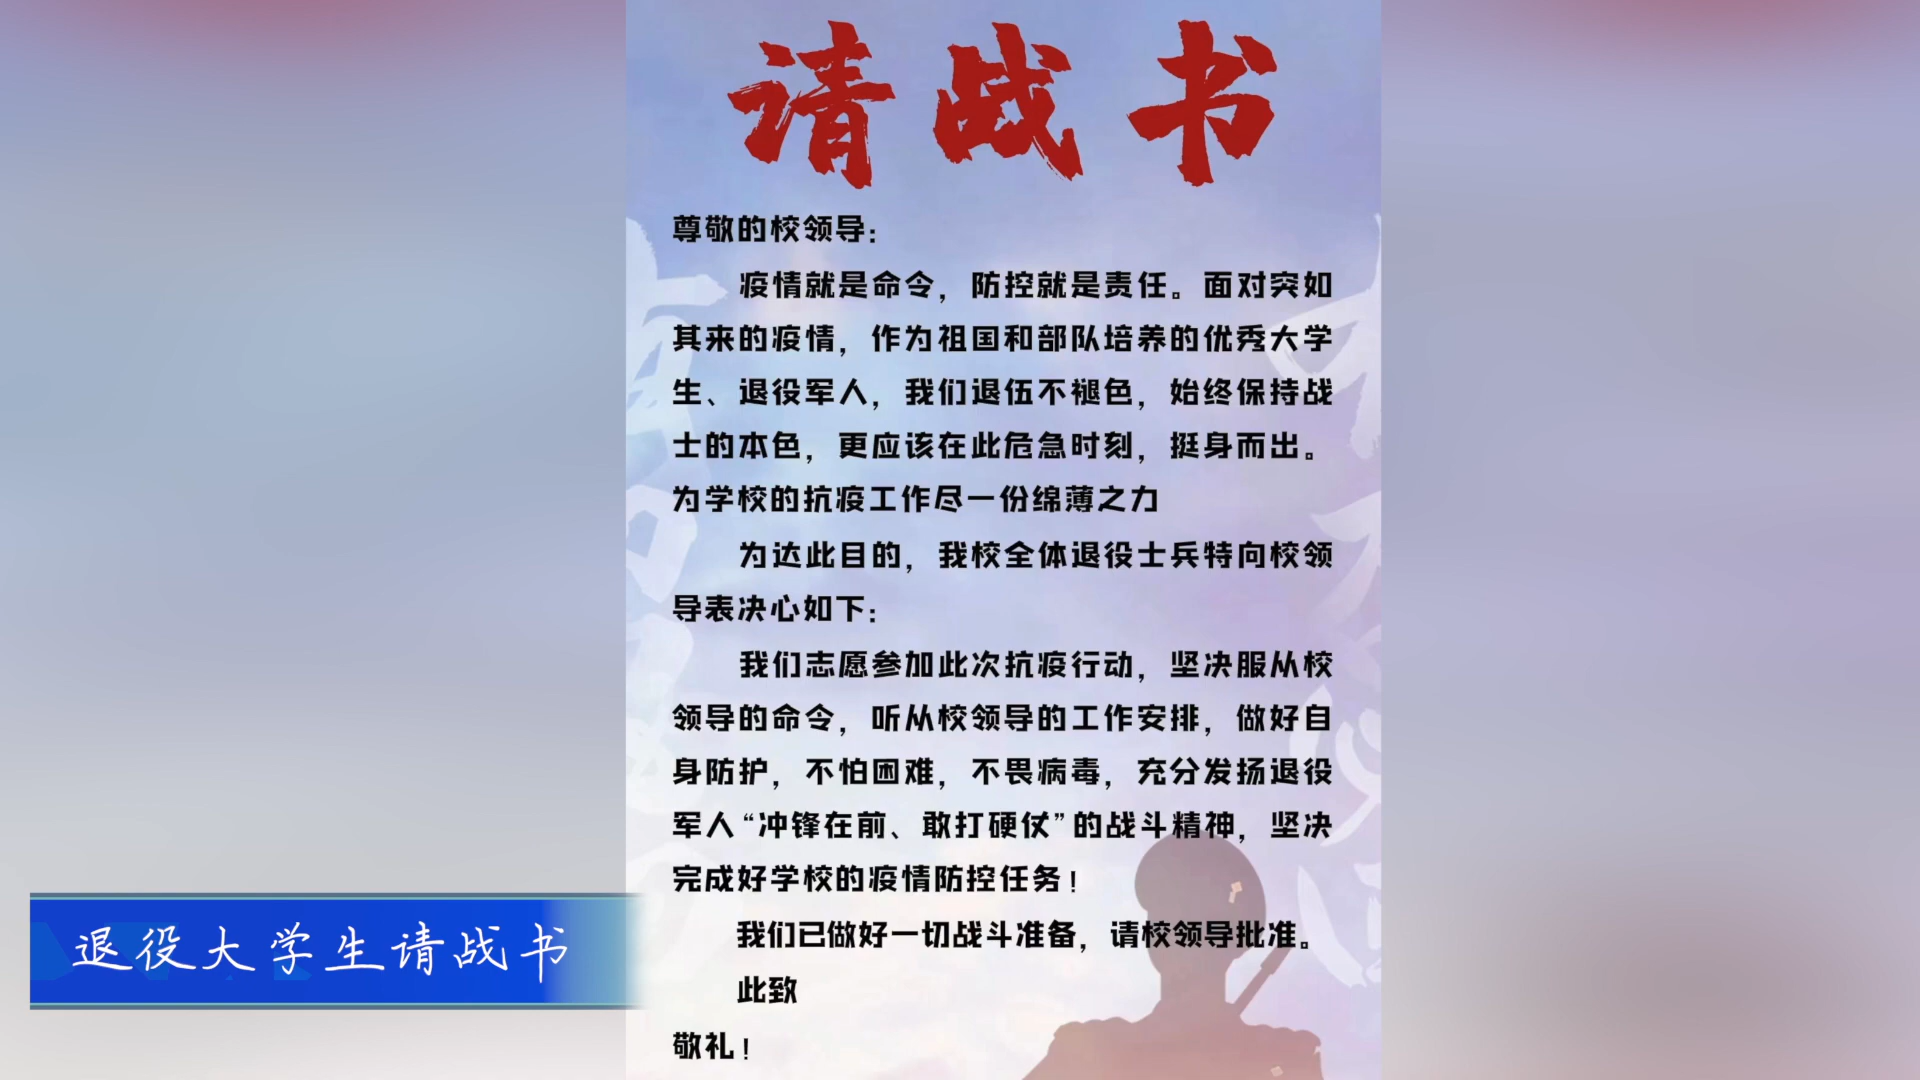 请战书
尊敬的校领导：
疫情就是命令，防控就是责任。面对突如
其来的疫情，作为祖国和部队培养的优秀大学
生、退役军人，我们退伍不褪色，始终保持战
士的本色，更应该在此危急时刻，挺身而出。
为学校的抗疫工作尽一份绵薄之力
为达此目的，我校全体退役士兵特向校领
导表决心如下：
我们志愿参加此次抗疫行动，坚决服从校
领导的命令，听从校领导的工作安排，做好自
身防护，不怕困难，不畏病毒，充分发扬退役
军人“冲锋在前、敢打硬仗”的战斗精神，坚决
完成好学校的疫情防控任务！
我们已做好一切战斗准备，请校领导批准。
此致
敬礼！
退役大学生请战书